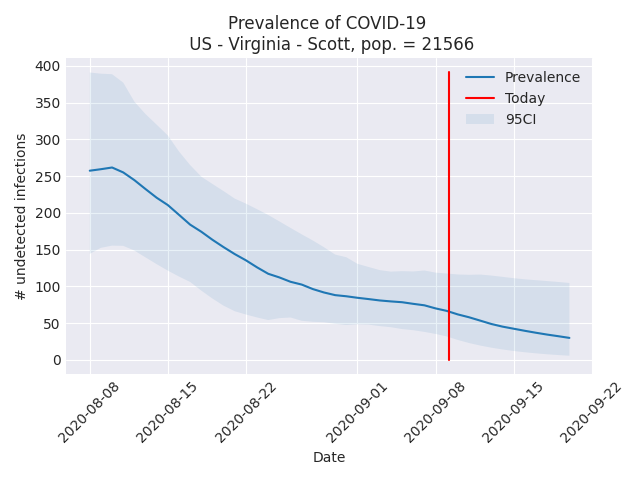 Prevalence of COVID-19
US - Virginia - Scott, pop. = 21566
400
350
300
250
200
150
100
50
0
# undetected infections
Prevalence
Today
95CI
2020-08-08
2020-08-15
2020-08-22
2020-09-01
2020-09-08
2020-09-15
2020-09-22
Date